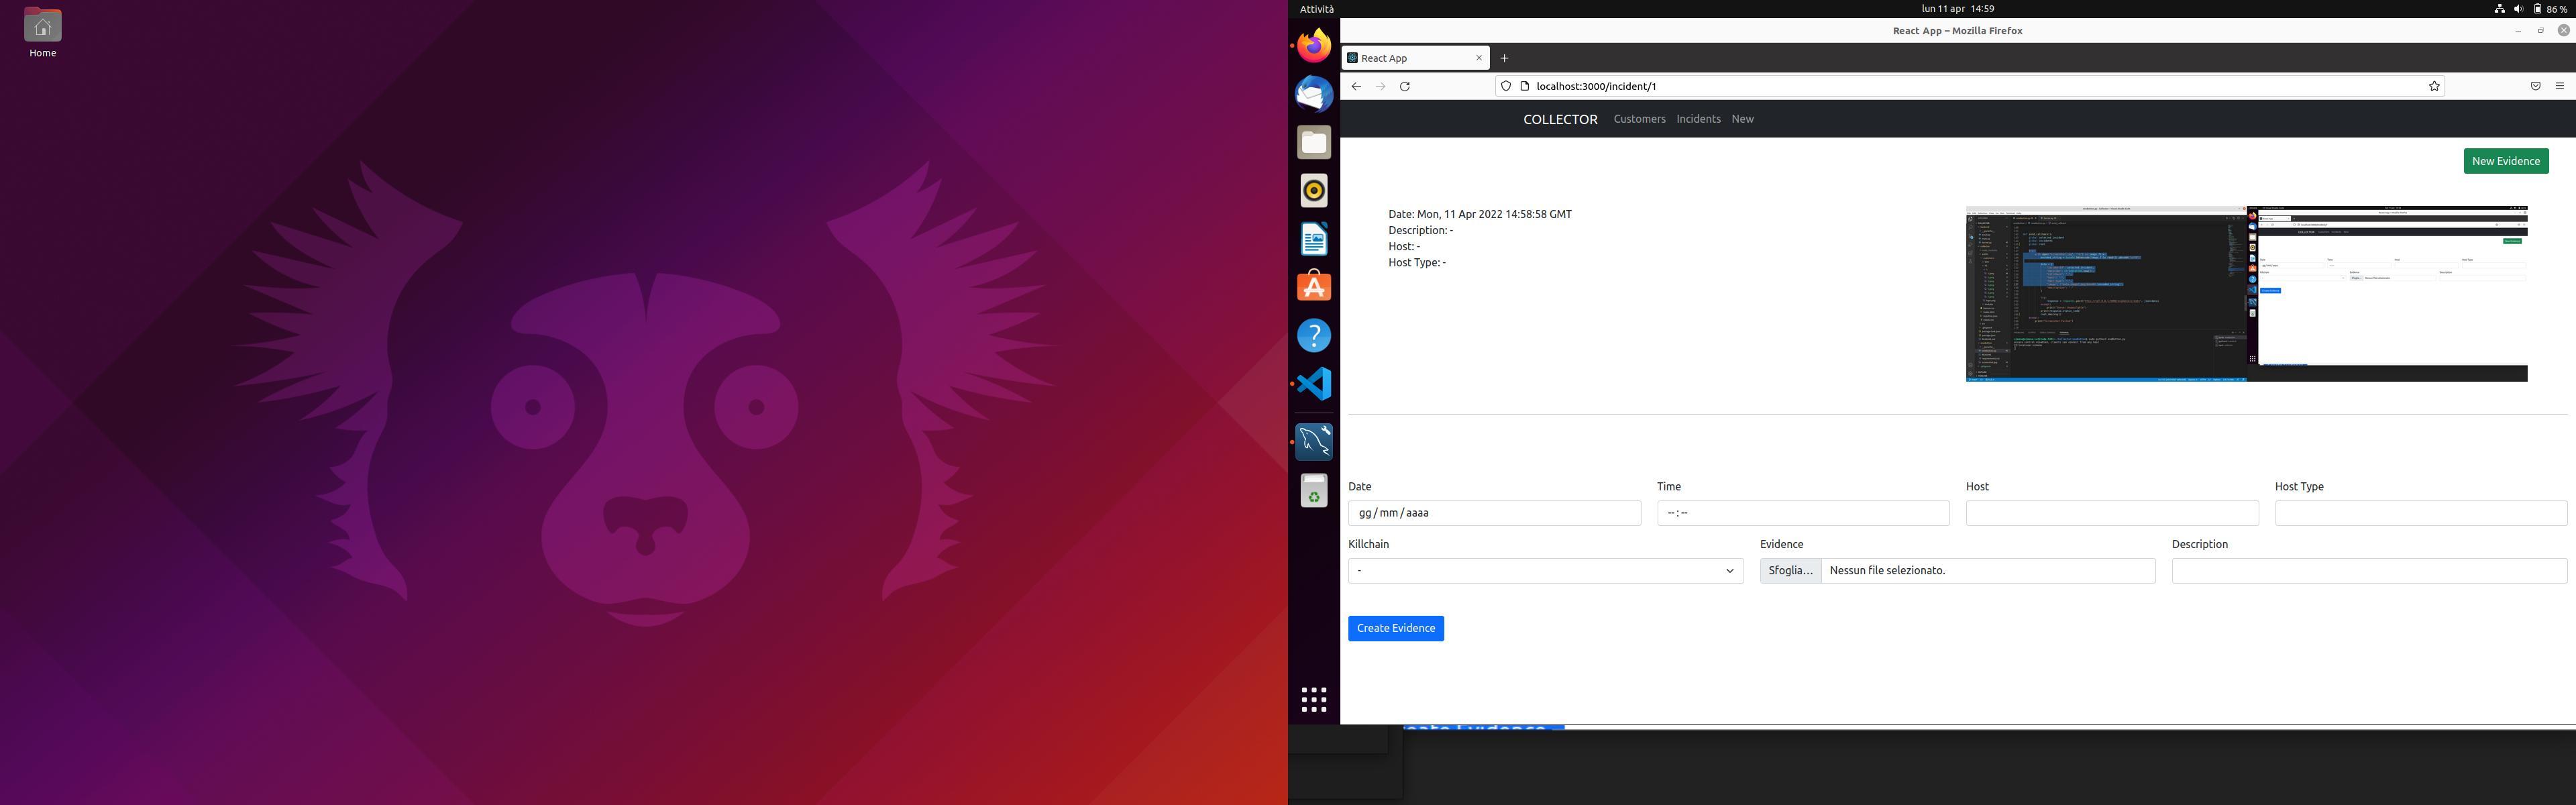 Home
Attività
lun 11 apr 14:59
86 %
React App – Mozilla Firefox
React App
localhost:3000/incident/1
COLLECTOR Customers Incidents New
New Evidence
Date: Mon, 11 Apr 2022 14:58:58 GMT
Description: -
Host: -
Host Type: -
Date Time Host Host Type
gg / mm / aaaa -- : --
Killchain Evidence Description
- Sfoglia... Nessun file selezionato.
Create Evidence